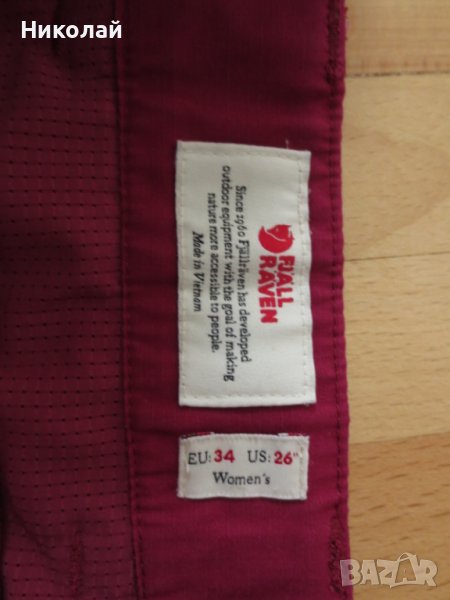 Николай
FJÄLL
RÄVEN
Since 1960 Fjällräven has developed
outdoor equipment with the goal of making
nature more accessible to people.
Made in Vietnam
EU: 34 US: 26"
Women's
BAZAR